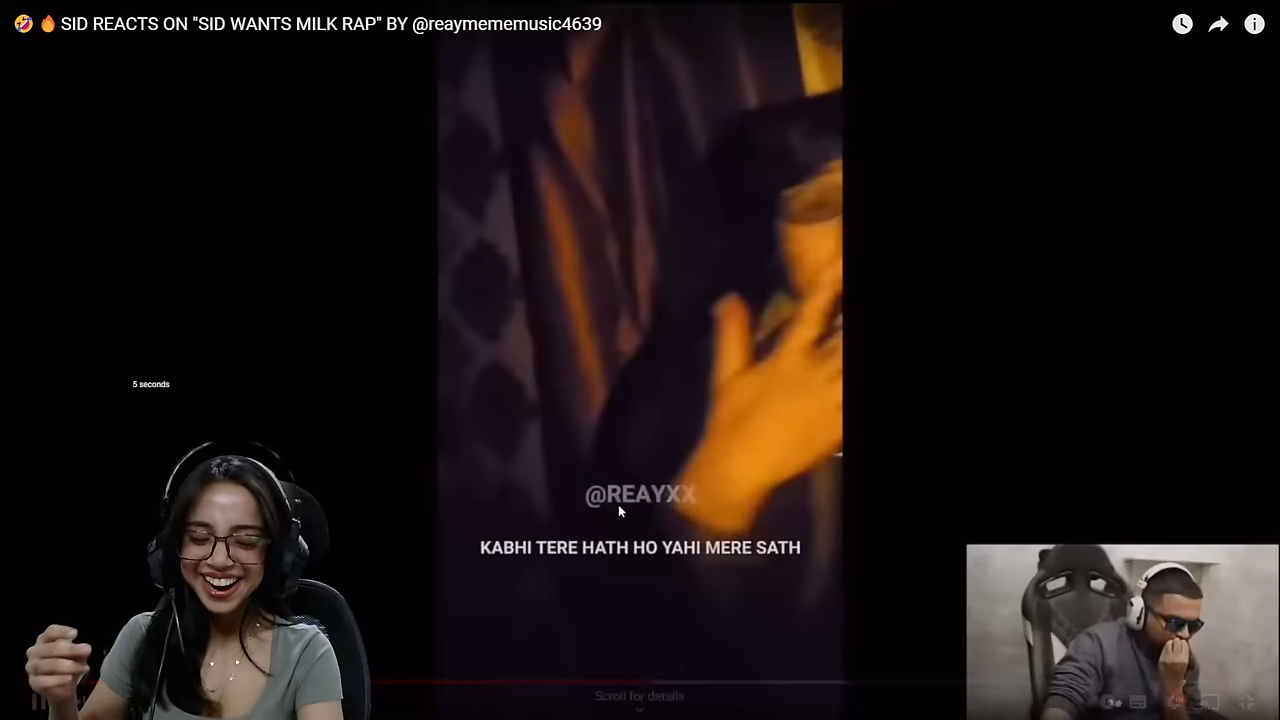 🤣🔥 SID REACTS ON "SID WANTS MILK RAP" BY @reaymememusic4639
5 seconds
@REAYXX
KABHI TERE HATH HO YAHI MERE SATH
Scroll for details